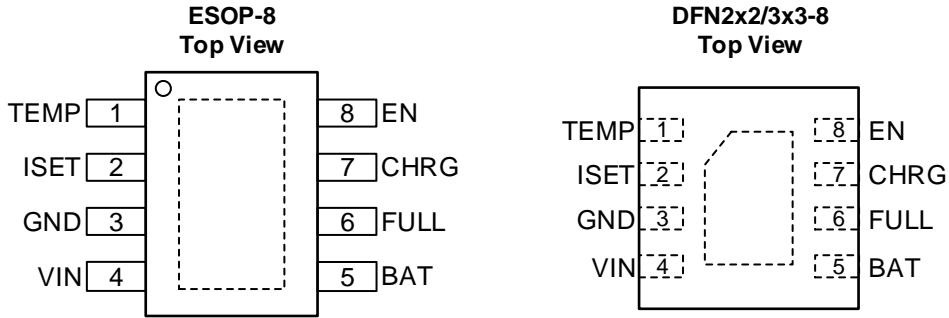 ESOP-8
Top View
TEMP 1
ISET 2
GND 3
VIN 4
8 EN
7 CHRG
6 FULL
5 BAT
DFN2x2/3x3-8
Top View
TEMP 1
ISET 2
GND 3
VIN 4
8 EN
7 CHRG
6 FULL
5 BAT